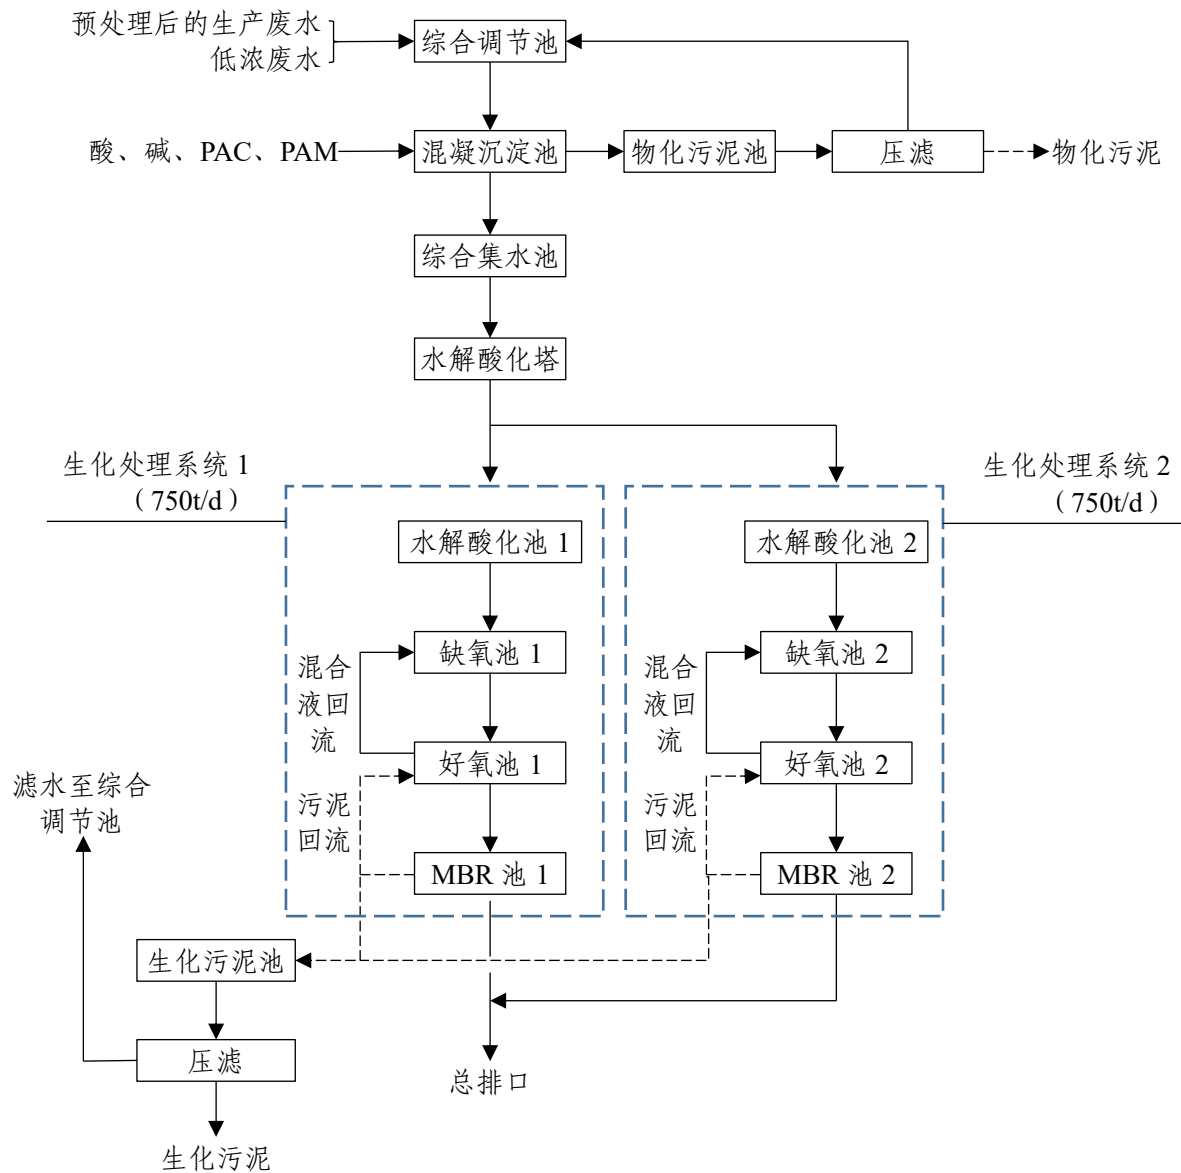 预处理后的生产废水
低浓废水
综合调节池
酸、碱、PAC、PAM
混凝沉淀池
物化污泥池
压滤
物化污泥
综合集水池
水解酸化塔
生化处理系统 1
（750t/d）
生化处理系统 2
（750t/d）
水解酸化池 1
水解酸化池 2
缺氧池 1
缺氧池 2
混合
液回
流
混合
液回
流
好氧池 1
好氧池 2
滤水至综合
调节池
污泥
回流
污泥
回流
MBR 池 1
MBR 池 2
生化污泥池
压滤
总排口
生化污泥